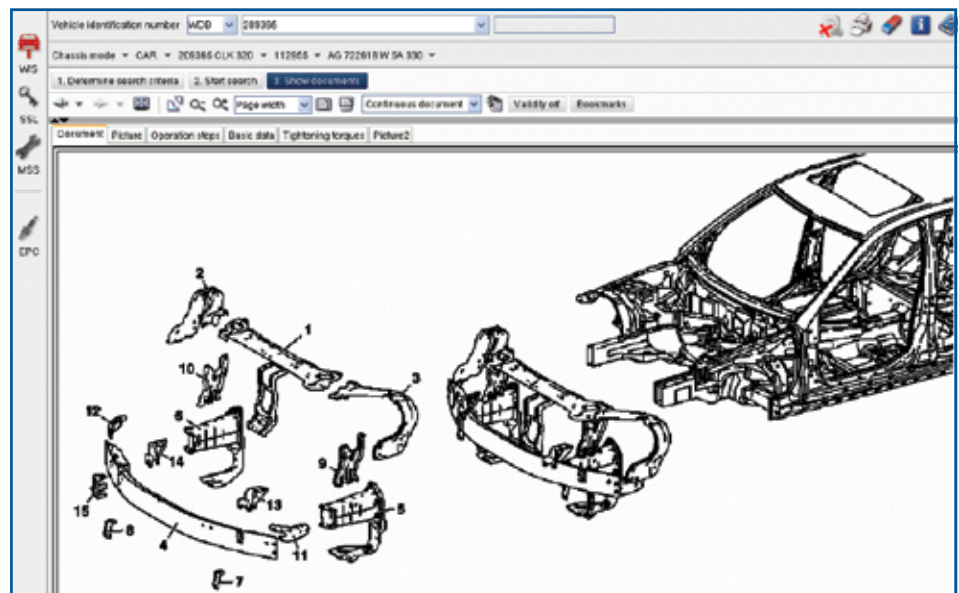 Vehicle identification number WDB 209365
Chassis mode CAR 209365 CLK 320 112955 AG 722618 W 5A 330
1. Determine search criteria 2. Start search 3. Show documents
Page width Continuous document Validity off Bookmarks
Document Picture Operation steps Basic data Tightening torques Picture2
WIS
SSL
MSS
EPC
2
1
10
3
12
6
14
9
15
13
5
8
4
11
7